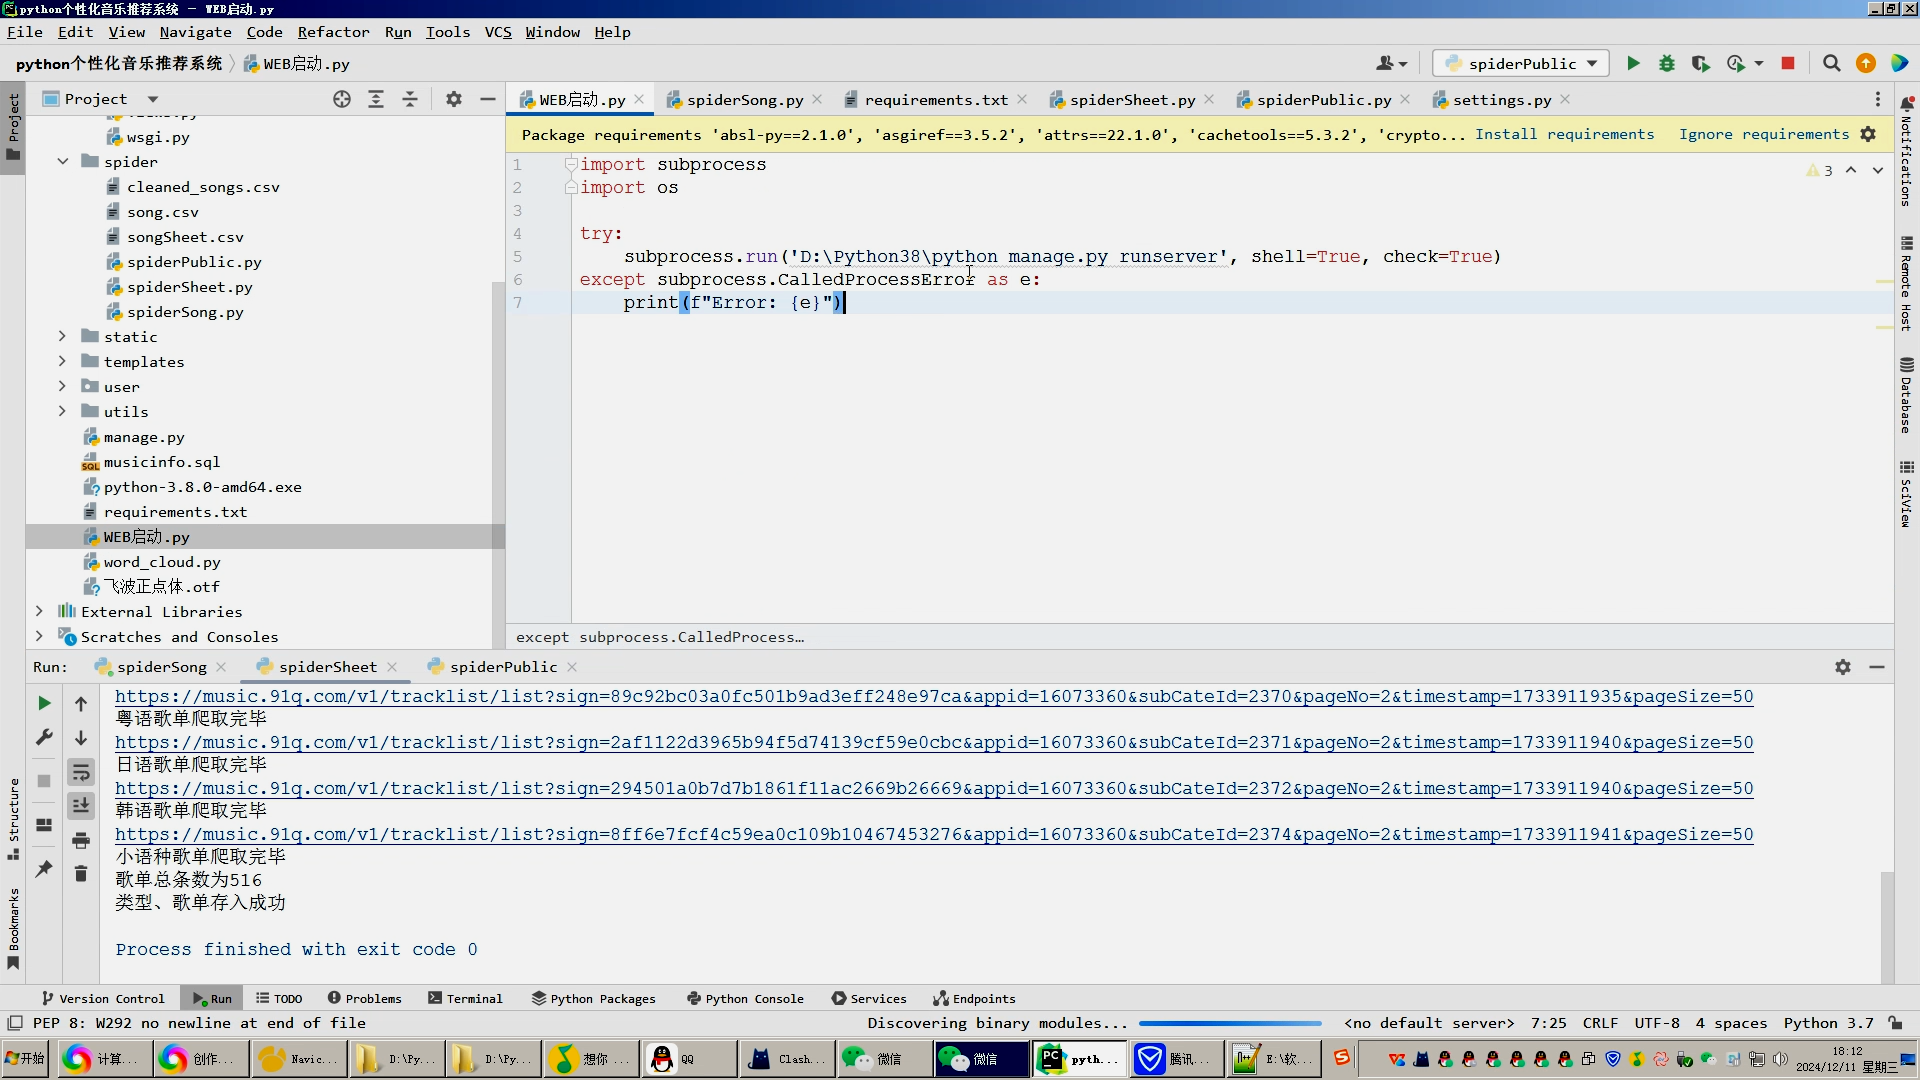 python个性化音乐推荐系统 - WEB启动.py
File Edit View Navigate Code Refactor Run Tools VCS Window Help
python个性化音乐推荐系统 WEB启动.py
spiderPublic
Project
WEB启动.py spiderSong.py requirements.txt spiderSheet.py spiderPublic.py settings.py
Package requirements 'absl-py==2.1.0', 'asgiref==3.5.2', 'attrs==22.1.0', 'cachetools==5.3.2', 'crypto... Install requirements Ignore requirements
wsgi.py
spider
cleaned_songs.csv
song.csv
songSheet.csv
spiderPublic.py
spiderSheet.py
spiderSong.py
static
templates
user
utils
manage.py
musicinfo.sql
python-3.8.0-amd64.exe
requirements.txt
WEB启动.py
word_cloud.py
飞波正点体.otf
External Libraries
Scratches and Consoles
1 import subprocess
2 import os
3
4 try:
5 subprocess.run('D:\Python38\python manage.py runserver', shell=True, check=True)
6 except subprocess.CalledProcessError as e:
7 print(f"Error: {e}")
3
except subprocess.CalledProcess…
Project
Structure
Bookmarks
Notifications
Remote Host
Database
SciView
Run: spiderSong spiderSheet spiderPublic
https://music.91q.com/v1/tracklist/list?sign=89c92bc03a0fc501b9ad3eff248e97ca&appid=16073360&subCateId=2370&pageNo=2&timestamp=1733911935&pageSize=50
粤语歌单爬取完毕
https://music.91q.com/v1/tracklist/list?sign=2af1122d3965b94f5d74139cf59e0cbc&appid=16073360&subCateId=2371&pageNo=2&timestamp=1733911940&pageSize=50
日语歌单爬取完毕
https://music.91q.com/v1/tracklist/list?sign=294501a0b7d7b1861f11ac2669b26669&appid=16073360&subCateId=2372&pageNo=2&timestamp=1733911940&pageSize=50
韩语歌单爬取完毕
https://music.91q.com/v1/tracklist/list?sign=8ff6e7fcf4c59ea0c109b10467453276&appid=16073360&subCateId=2374&pageNo=2&timestamp=1733911941&pageSize=50
小语种歌单爬取完毕
歌单总条数为516
类型、歌单存入成功
Process finished with exit code 0
Version Control Run TODO Problems Terminal Python Packages Python Console Services Endpoints
PEP 8: W292 no newline at end of file Discovering binary modules... <no default server> 7:25 CRLF UTF-8 4 spaces Python 3.7
开始 计算... 创作... Navic... D:\Py... D:\Py... 想你... QQ Clash... 微信 微信 pyth... 腾讯... E:\软...
18:12
2024/12/11 星期三